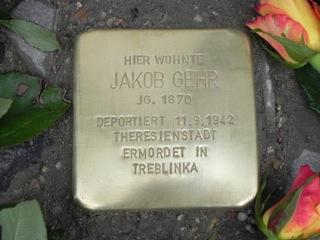 HIER WOHNTE
JAKOB GEHR
JG. 1870
DEPORTIERT 11.9.1942
THERESIENSTADT
ERMORDET IN
TREBLINKA